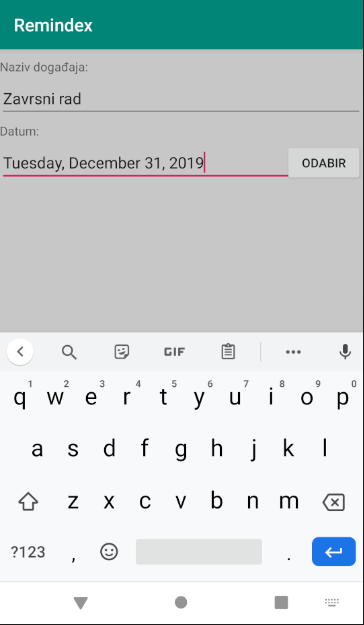 Remindex
Naziv događaja:
Zavrsni rad
Datum:
Tuesday, December 31, 2019
ODABIR
GIF
1 2 3 4 5 6 7 8 9 0
q w e r t y u i o p
a s d f g h j k l
z x c v b n m
?123 , .